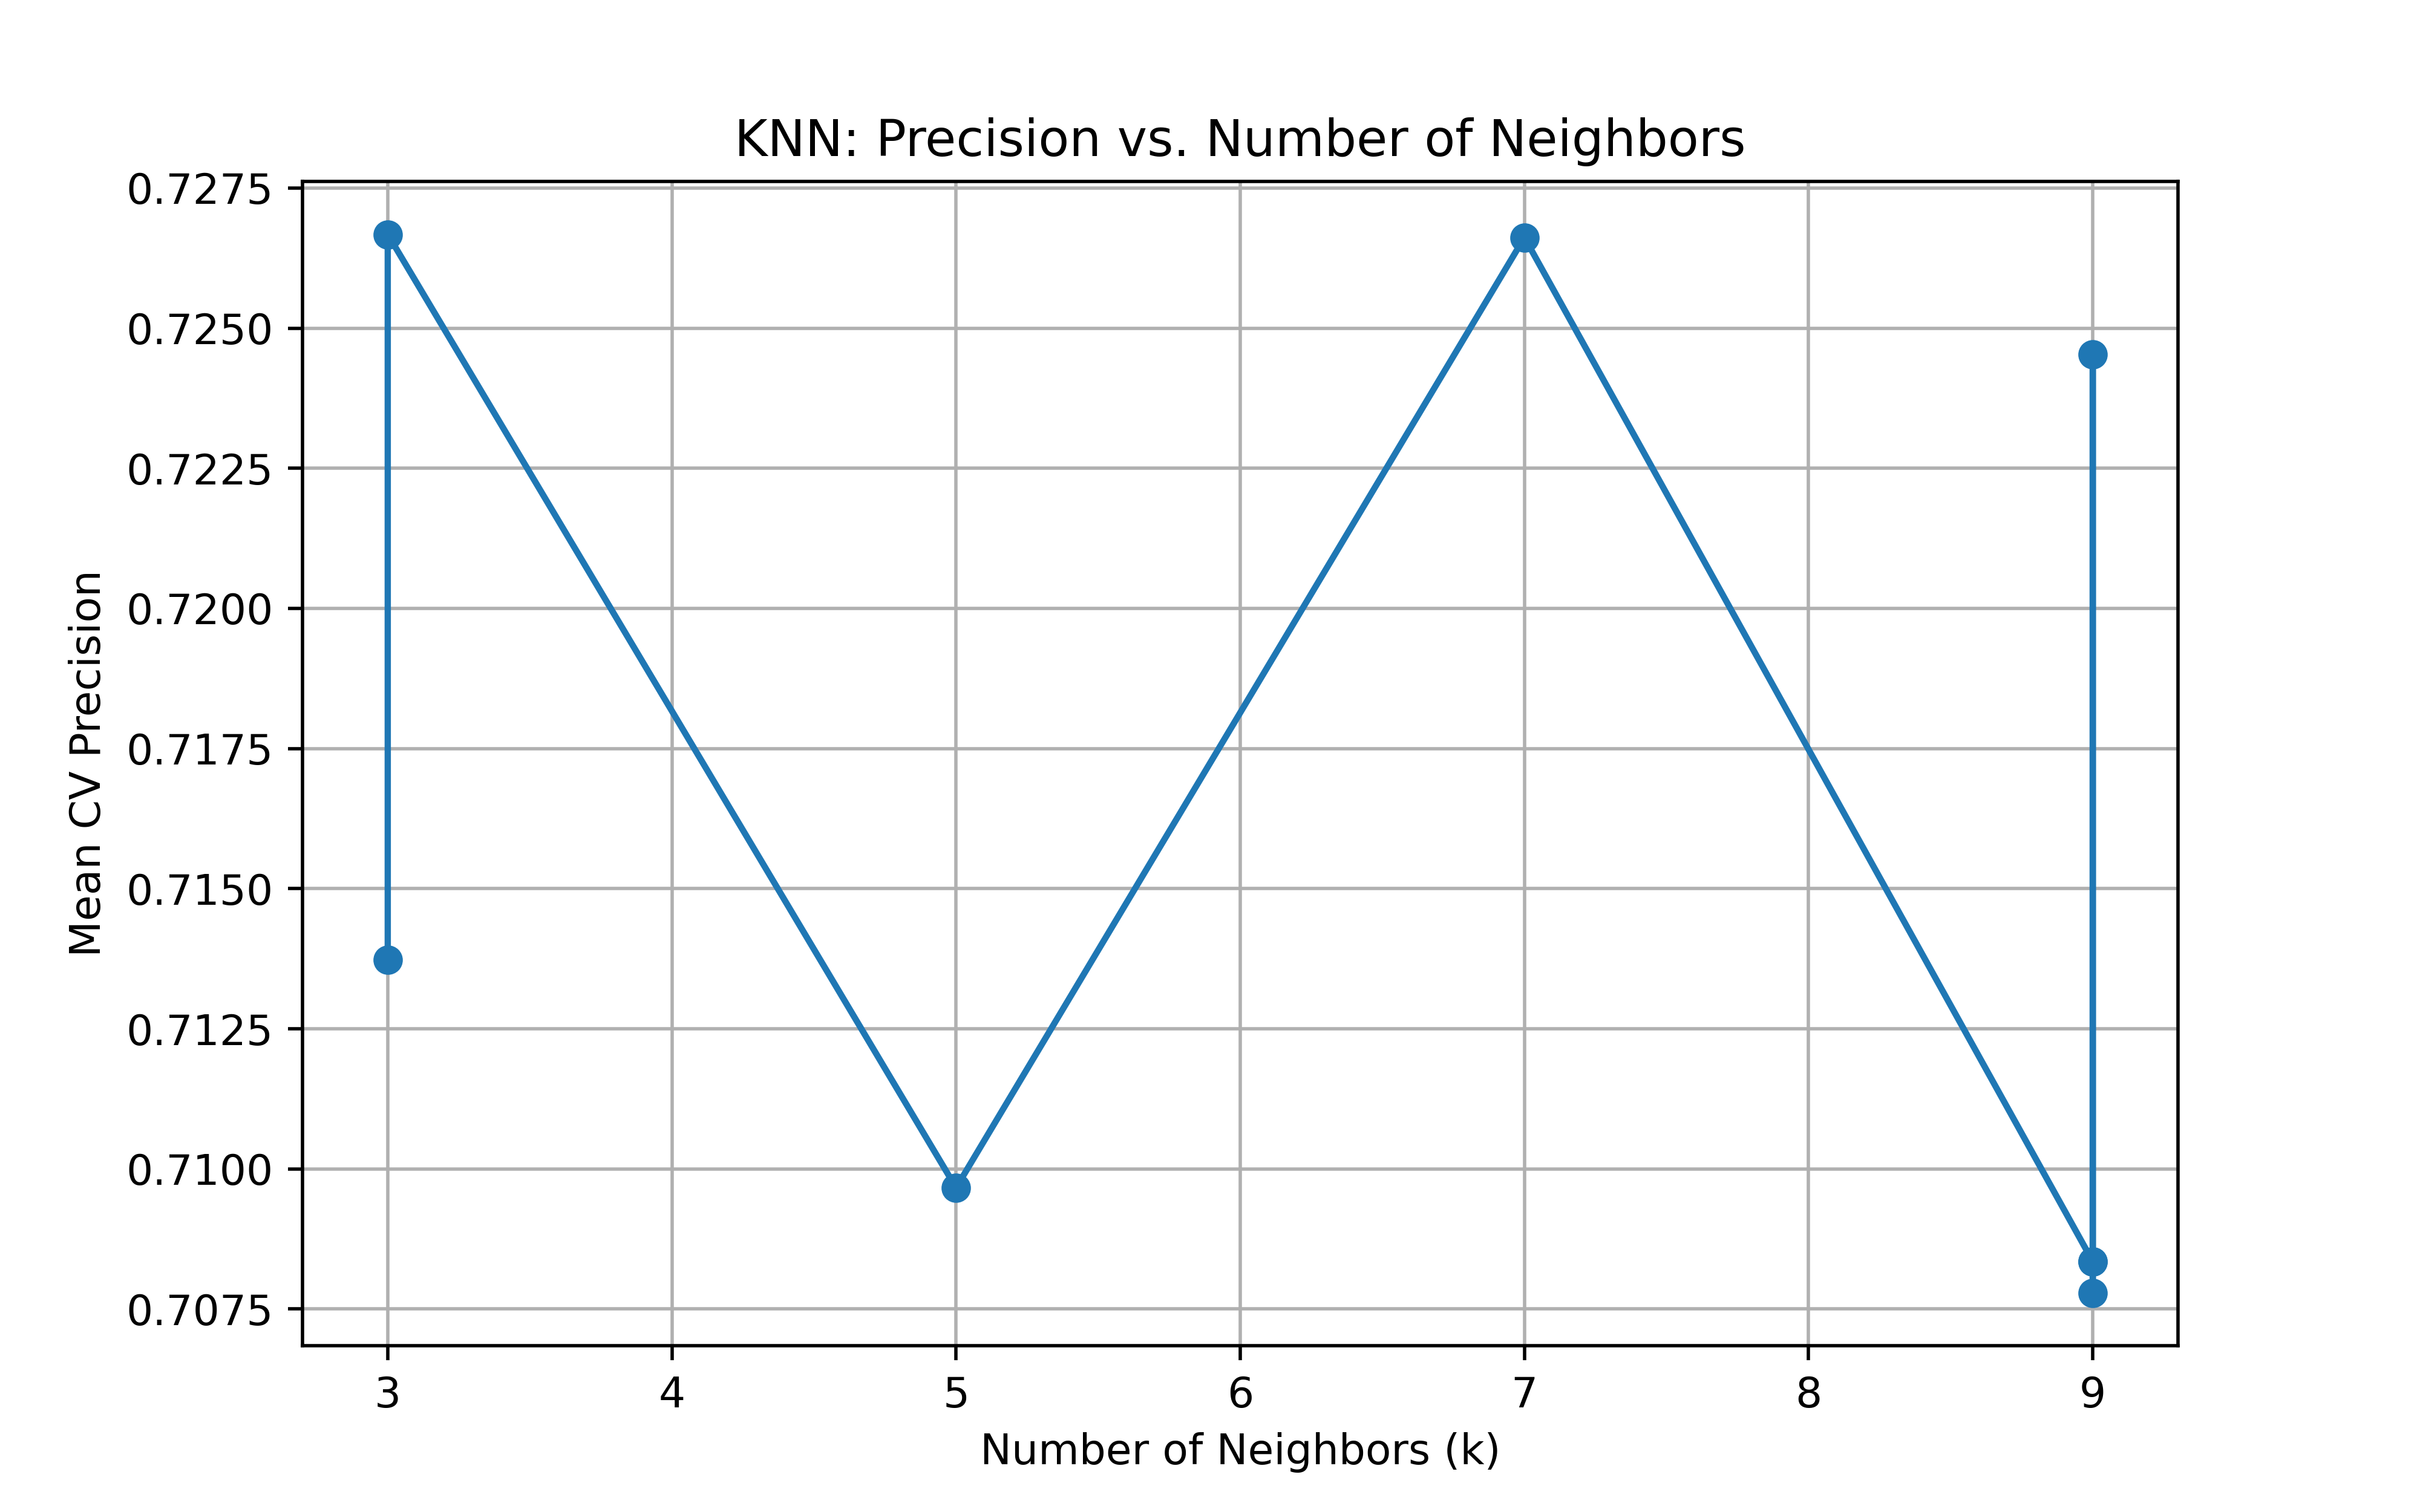 KNN: Precision vs. Number of Neighbors
0.7275
0.7250
0.7225
0.7200
0.7175
0.7150
0.7125
0.7100
0.7075
Mean CV Precision
3 4 5 6 7 8 9
Number of Neighbors (k)